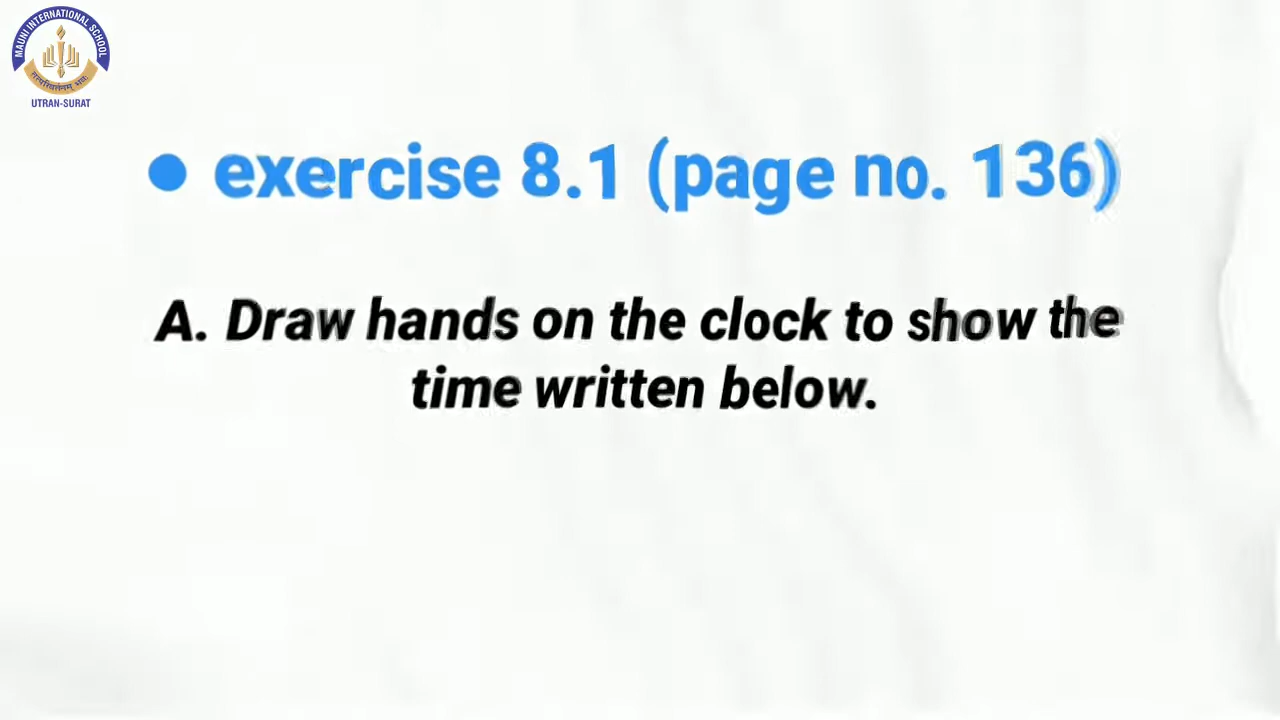 MAUNI INTERNATIONAL SCHOOL
UTRAN-SURAT
• exercise 8.1 (page no. 136)
A. Draw hands on the clock to show the
time written below.